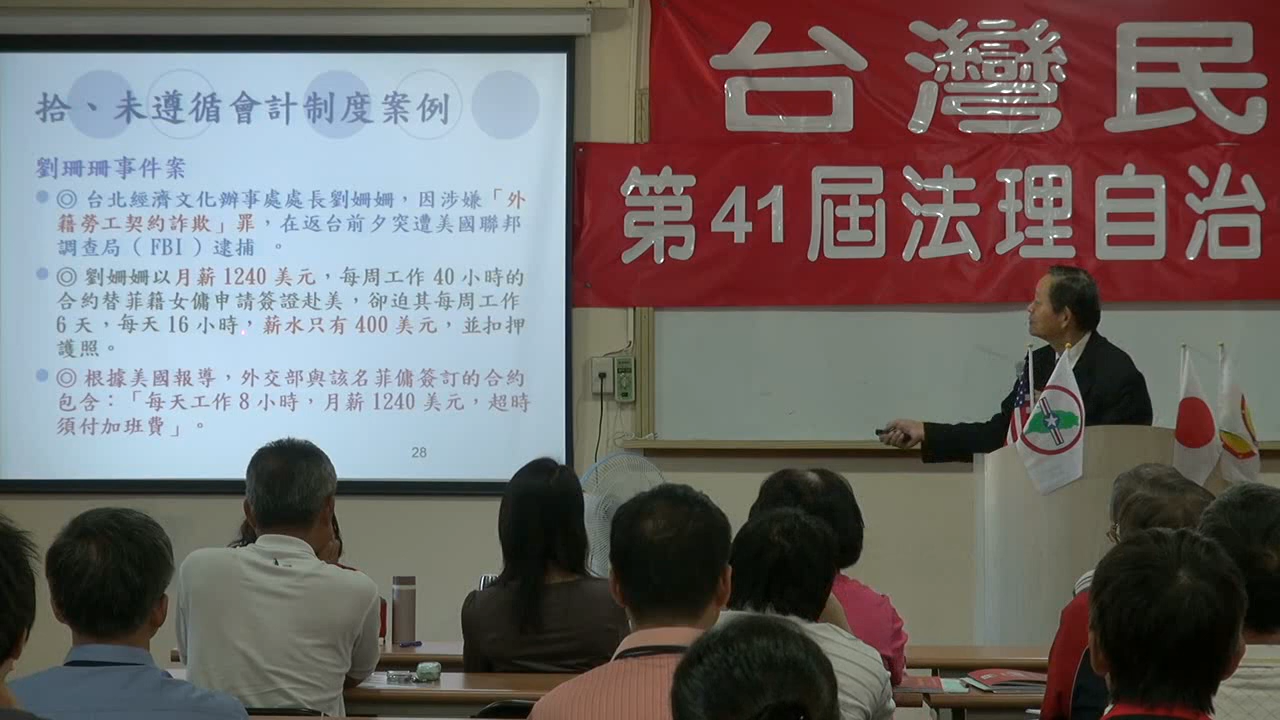 拾、未遵循會計制度案例
劉珊珊事件案
◎ 台北經濟文化辦事處處長劉姍姍，因涉嫌「外
籍勞工契約詐欺」罪，在返台前夕突遭美國聯邦
調查局（FBI）逮捕 。
◎ 劉姍姍以月薪 1240 美元，每周工作 40 小時的
合約替菲籍女傭申請簽證赴美，卻迫其每周工作
6 天，每天 16 小時，薪水只有 400 美元，並扣押
護照。
◎ 根據美國報導，外交部與該名菲傭簽訂的合約
包含：「每天工作 8 小時，月薪 1240 美元，超時
須付加班費」。
28
台灣民
第41屆法理自治